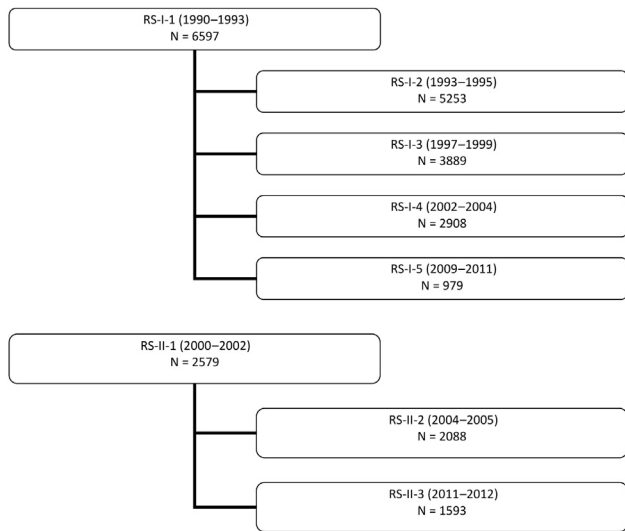 RS-I-1 (1990–1993)
N = 6597
RS-I-2 (1993–1995)
N = 5253
RS-I-3 (1997–1999)
N = 3889
RS-I-4 (2002–2004)
N = 2908
RS-I-5 (2009–2011)
N = 979
RS-II-1 (2000–2002)
N = 2579
RS-II-2 (2004–2005)
N = 2088
RS-II-3 (2011–2012)
N = 1593